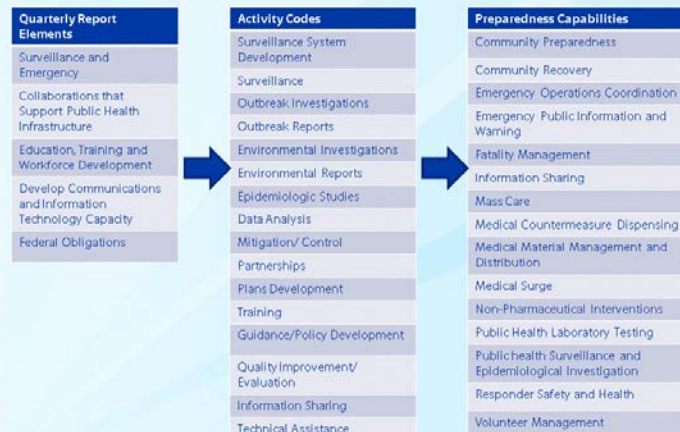 Quarterly Report
Elements
Surveillance and
Emergency
Collaborations that
Support Public Health
Infrastructure
Education, Training and
Workforce Development
Develop Communications
and Information
Technology Capacity
Federal Obligations
Activity Codes
Surveillance System
Development
Surveillance
Outbreak Investigations
Outbreak Reports
Environmental Investigations
Environmental Reports
Epidemiologic Studies
Data Analysis
Mitigation/ Control
Partnerships
Plans Development
Training
Guidance/Policy Development
Quality Improvement/
Evaluation
Information Sharing
Technical Assistance
Preparedness Capabilities
Community Preparedness
Community Recovery
Emergency Operations Coordination
Emergency Public Information and
Warning
Fatality Management
Information Sharing
Mass Care
Medical Countermeasure Dispensing
Medical Material Management and
Distribution
Medical Surge
Non-Pharmaceutical Interventions
Public Health Laboratory Testing
Public health Surveillance and
Epidemiological Investigation
Responder Safety and Health
Volunteer Management